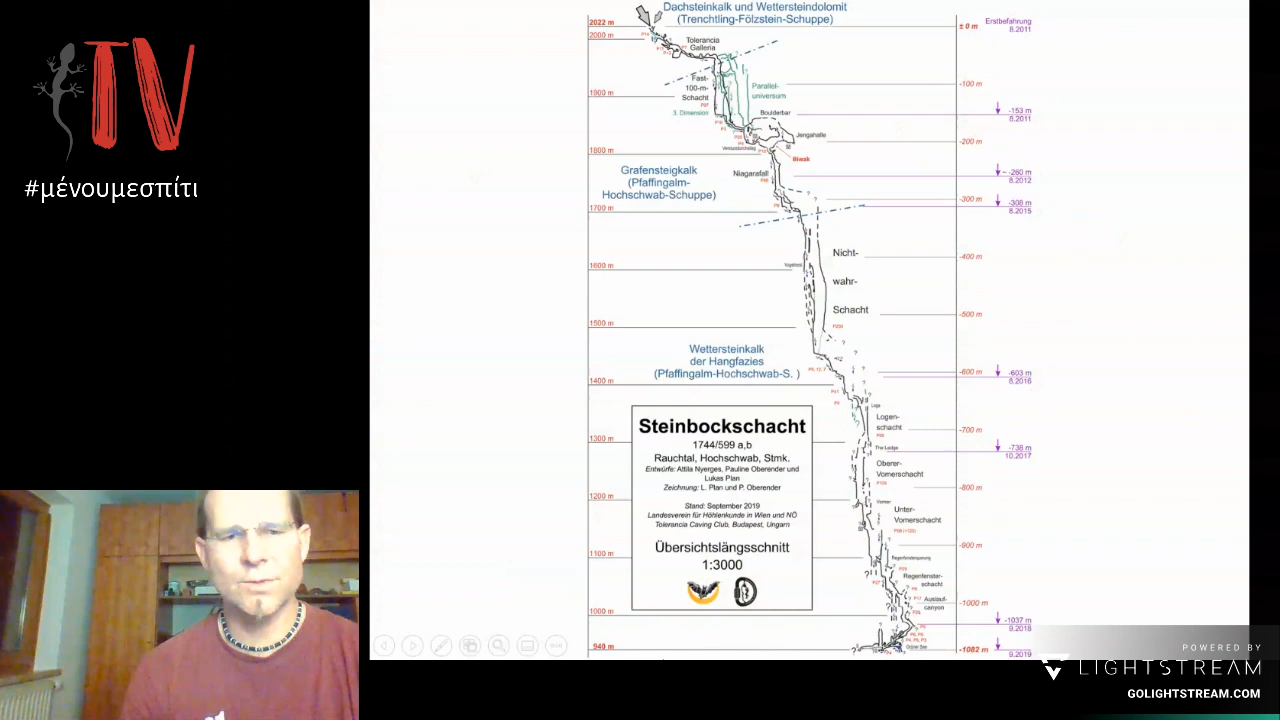 TV
#μένουμεσπίτι
Dachsteinkalk und Wettersteindolomit
(Trenchtling-Fölzstein-Schuppe)
2022 m
2000 m
1900 m
1800 m
1700 m
1600 m
1500 m
1400 m
1300 m
1200 m
1100 m
1000 m
940 m
Tolerancia
Galleria
Fast-
100-m-
Schacht
3. Dimension
Parallel-
universum
Boulderbar
Jengahalle
Biwak
Niagarafall
Grafensteigkalk
(Pfaffingalm-
Hochschwab-Schuppe)
Nicht-
wahr-
Schacht
Wettersteinkalk
der Hangfazies
(Pfaffingalm-Hochschwab-S. )
Loge
Logen-
schacht
The Ledge
Oberer-
Vomerschacht
Vomer
Unter-
Vomerschacht
Regenfenstersprung
Regenfenster-
schacht
Auslauf-
canyon
Steinbockschacht
1744/599 a,b
Rauchtal, Hochschwab, Stmk.
Entwürfe: Attila Nyerges, Pauline Oberender und
Lukas Plan
Zeichnung: L. Plan und P. Oberender
Stand: September 2019
Landesverein für Höhlenkunde in Wien und NÖ
Tolerancia Caving Club, Budapest, Ungarn
Übersichtslängsschnitt
1:3000
± 0 m
-100 m
-200 m
-300 m
-400 m
-500 m
-600 m
-700 m
-800 m
-900 m
-1000 m
-1082 m
Erstbefahrung
8.2011
-153 m
8.2011
-260 m
8.2012
-308 m
8.2015
-603 m
8.2016
-738 m
10.2017
-1037 m
9.2018
9.2019
POWERED BY
LIGHTSTREAM
GOLIGHTSTREAM.COM